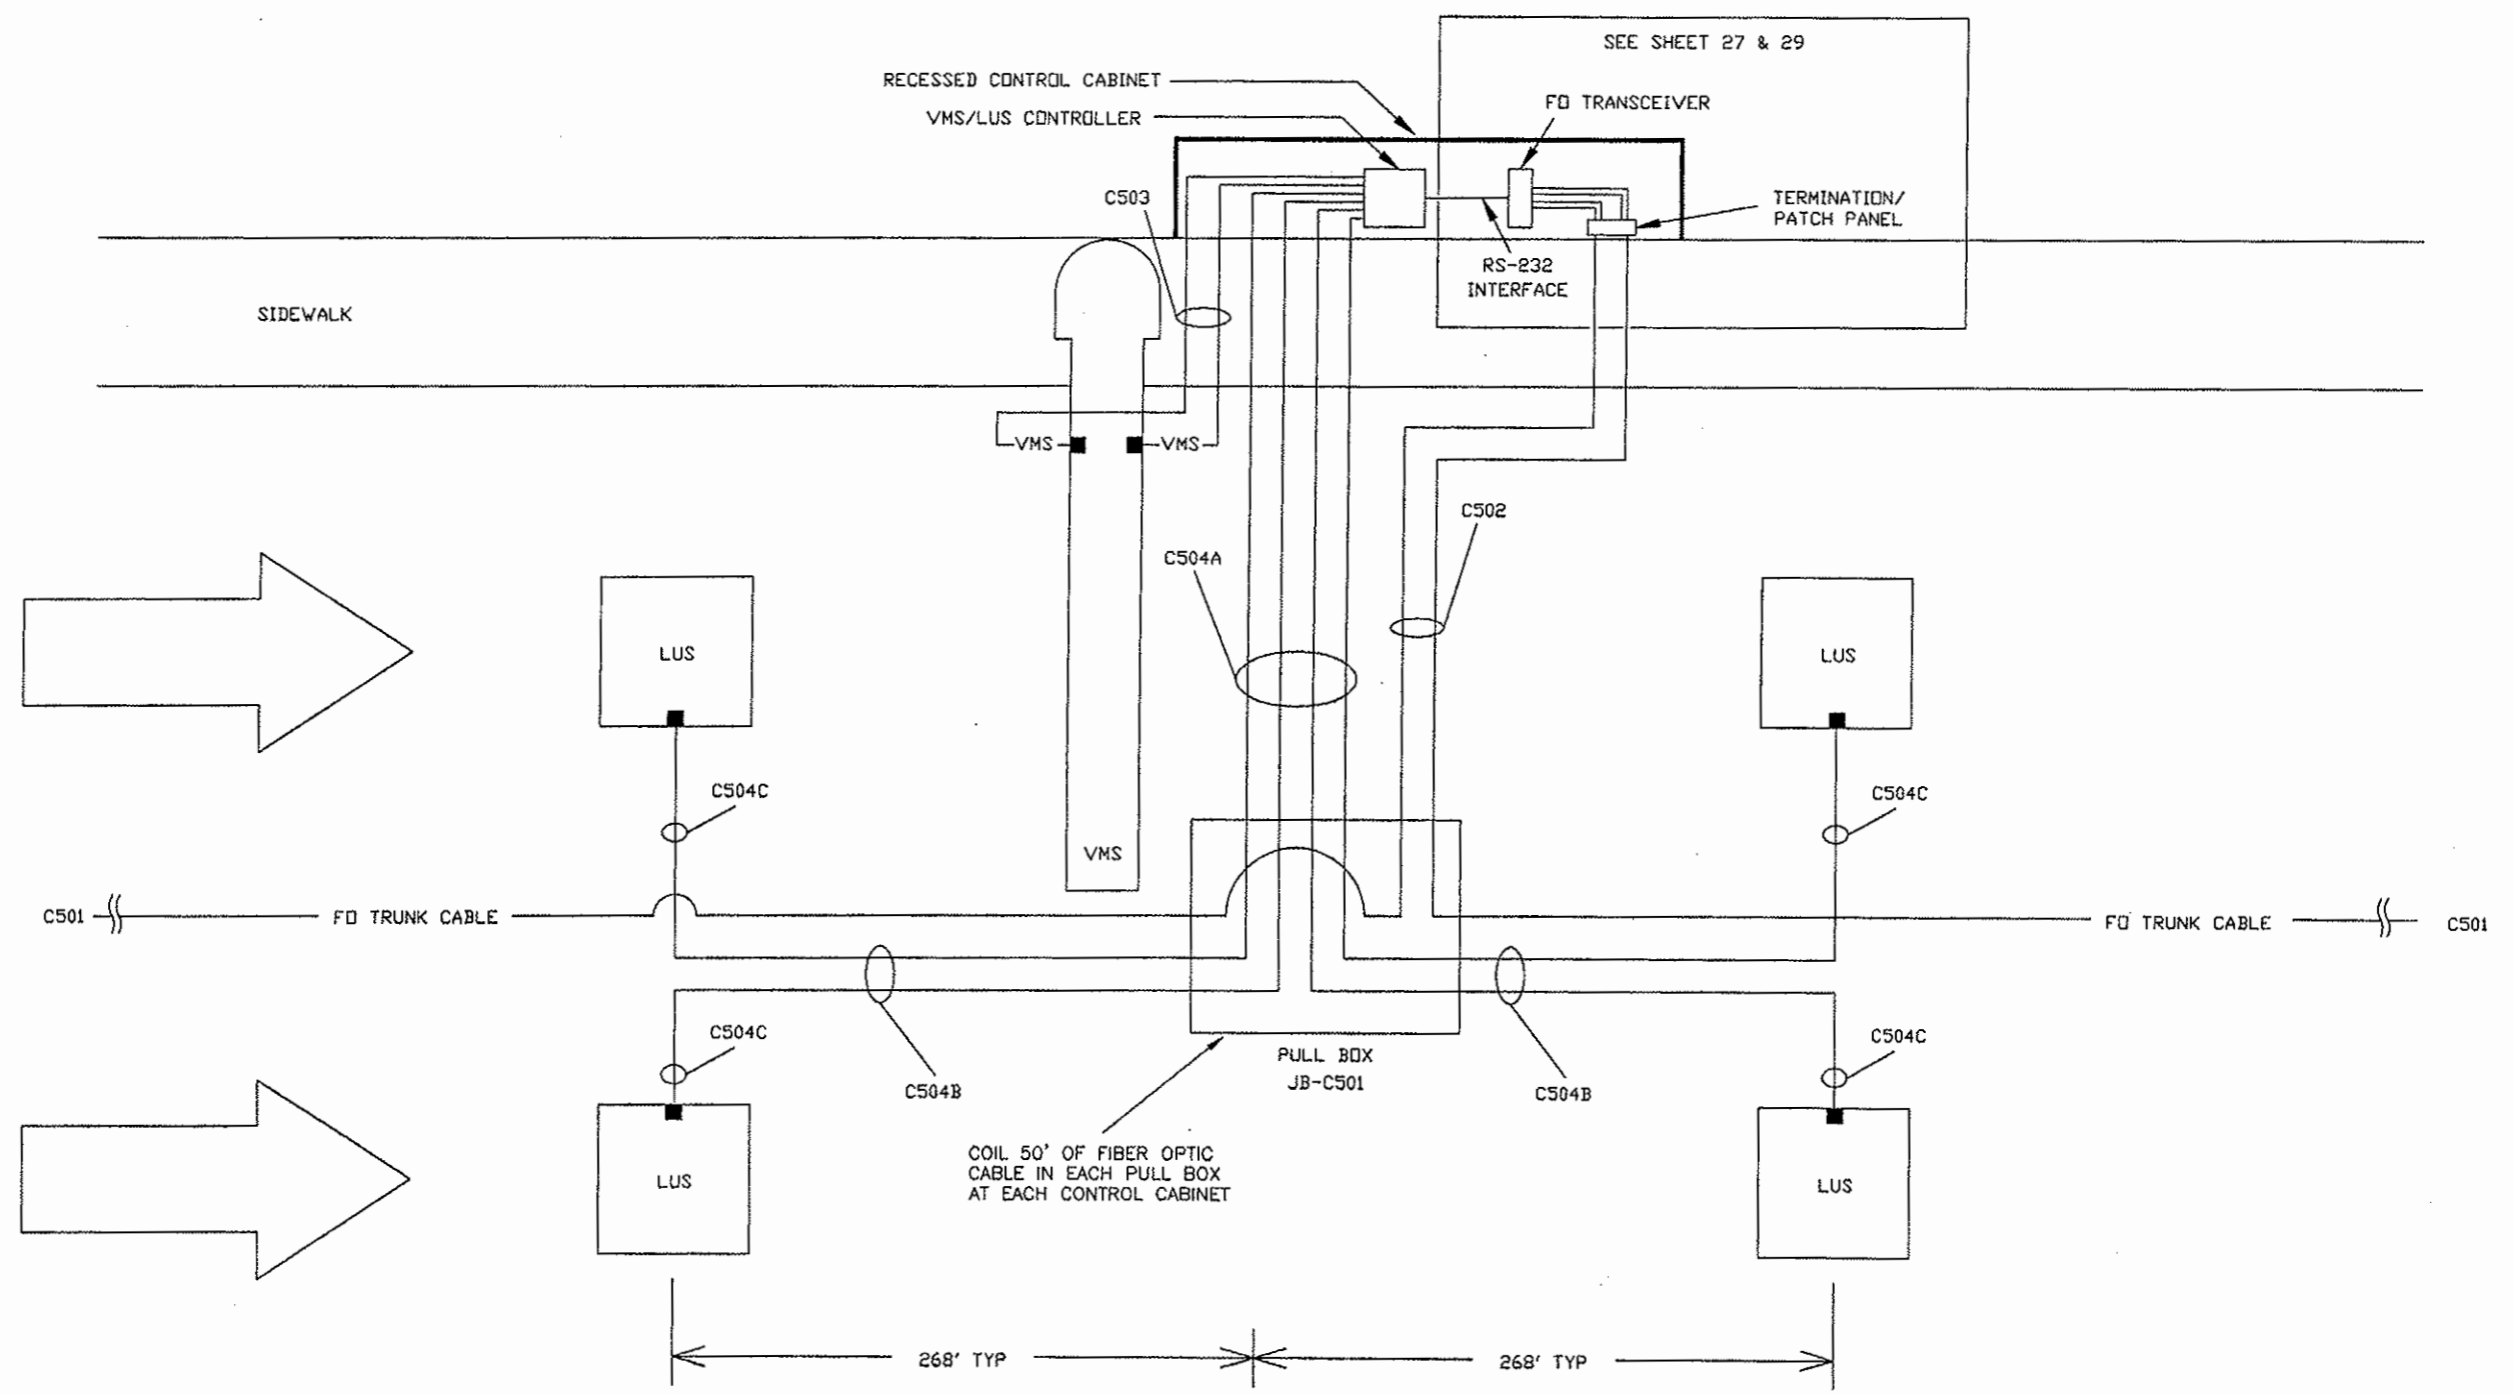 SEE SHEET 27 & 29
RECESSED CONTROL CABINET
FO TRANSCEIVER
VMS/LUS CONTROLLER
C503
TERMINATION/
PATCH PANEL
RS-232
INTERFACE
SIDEWALK
VMS
VMS
C502
C504A
LUS
LUS
C504C
C504C
VMS
C501
FO TRUNK CABLE
FO TRUNK CABLE
C501
C504C
C504C
PULL BOX
JB-C501
C504B
C504B
COIL 50' OF FIBER OPTIC
CABLE IN EACH PULL BOX
AT EACH CONTROL CABINET
LUS
LUS
268' TYP
268' TYP